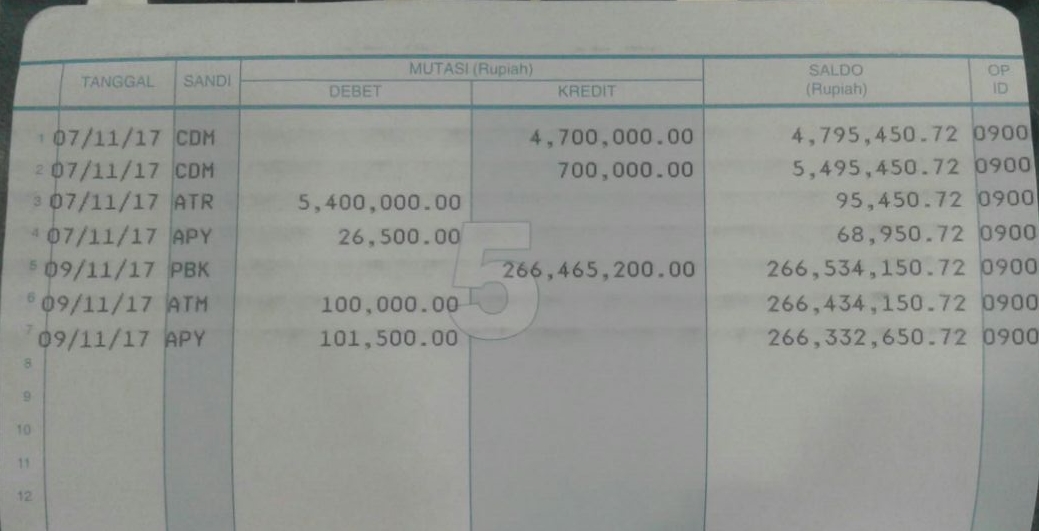 TANGGAL SANDI MUTASI (Rupiah) SALDO (Rupiah) OP ID
DEBET KREDIT
1 07/11/17 CDM 4,700,000.00 4,795,450.72 0900
2 07/11/17 CDM 700,000.00 5,495,450.72 0900
3 07/11/17 ATR 5,400,000.00 95,450.72 0900
4 07/11/17 APY 26,500.00 68,950.72 0900
5 09/11/17 PBK 266,465,200.00 266,534,150.72 0900
6 09/11/17 ATM 100,000.00 266,434,150.72 0900
7 09/11/17 APY 101,500.00 266,332,650.72 0900
8
9
10
11
12
5